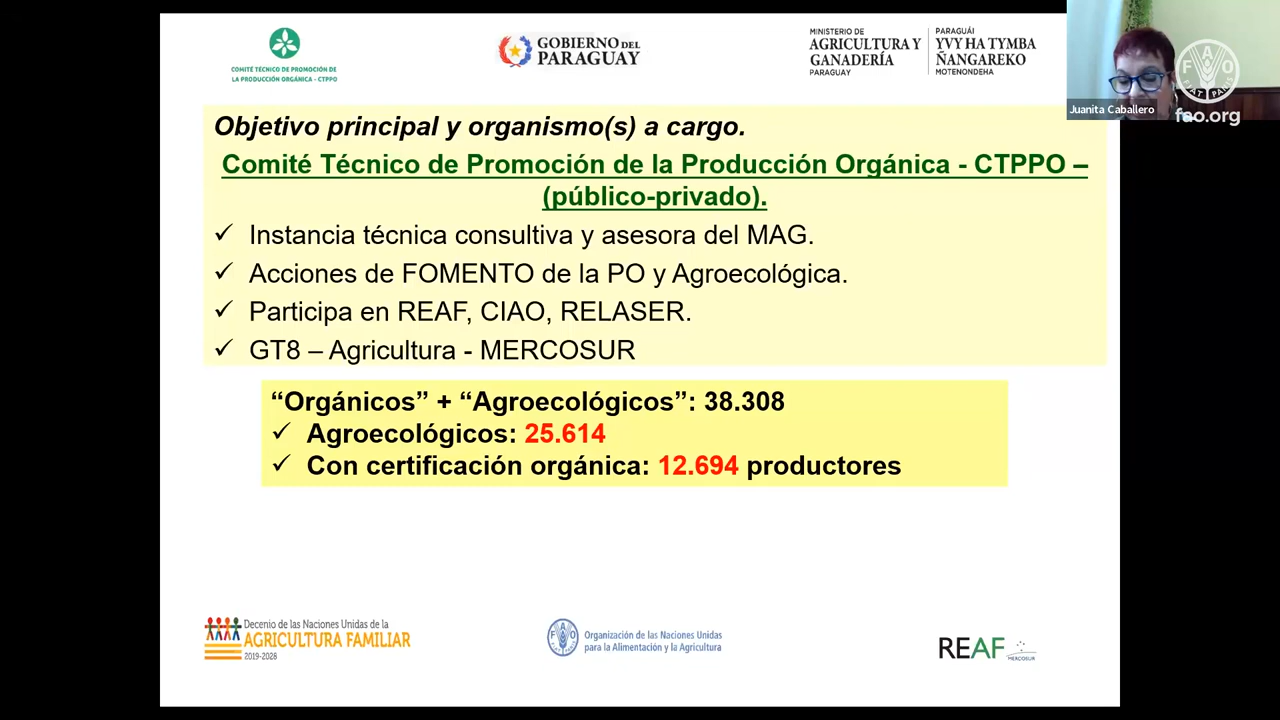 COMITÉ TÉCNICO DE PROMOCIÓN DE
LA PRODUCCIÓN ORGÁNICA - CTPPO
GOBIERNO DEL
PARAGUAY
MINISTERIO DE
AGRICULTURA Y
GANADERÍA
PARAGUAY
PARAGUÁI
YVY HA TYMBA
ÑANGAREKO
MOTENONDEHA
Juanita Caballero
FAO
FIAT PANIS
fao.org
Objetivo principal y organismo(s) a cargo.
Comité Técnico de Promoción de la Producción Orgánica - CTPPO –
(público-privado).
✓ Instancia técnica consultiva y asesora del MAG.
✓ Acciones de FOMENTO de la PO y Agroecológica.
✓ Participa en REAF, CIAO, RELASER.
✓ GT8 – Agricultura - MERCOSUR
“Orgánicos” + “Agroecológicos”: 38.308
✓ Agroecológicos: 25.614
✓ Con certificación orgánica: 12.694 productores
Decenio de las Naciones Unidas de la
AGRICULTURA FAMILIAR
2019-2028
FAO
Organización de las Naciones Unidas
para la Alimentación y la Agricultura
REAF
MERCOSUR